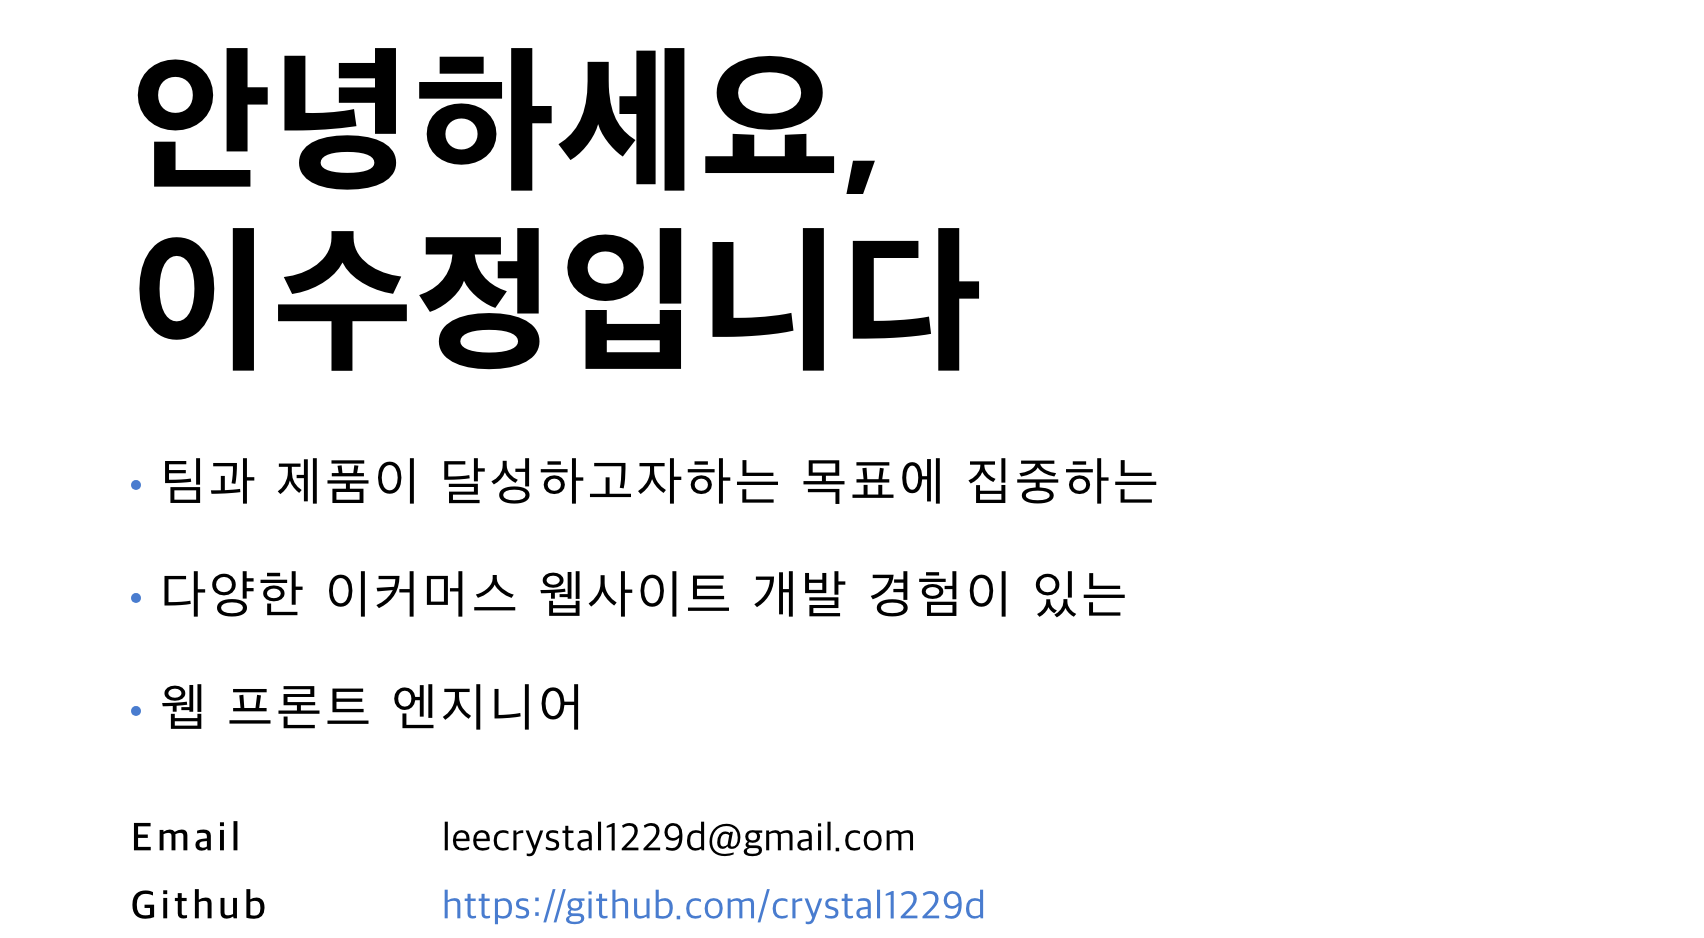 안녕하세요,
이수정입니다
• 팀과 제품이 달성하고자하는 목표에 집중하는
• 다양한 이커머스 웹사이트 개발 경험이 있는
• 웹 프론트 엔지니어
Email leecrystal1229d@gmail.com
Github https://github.com/crystal1229d